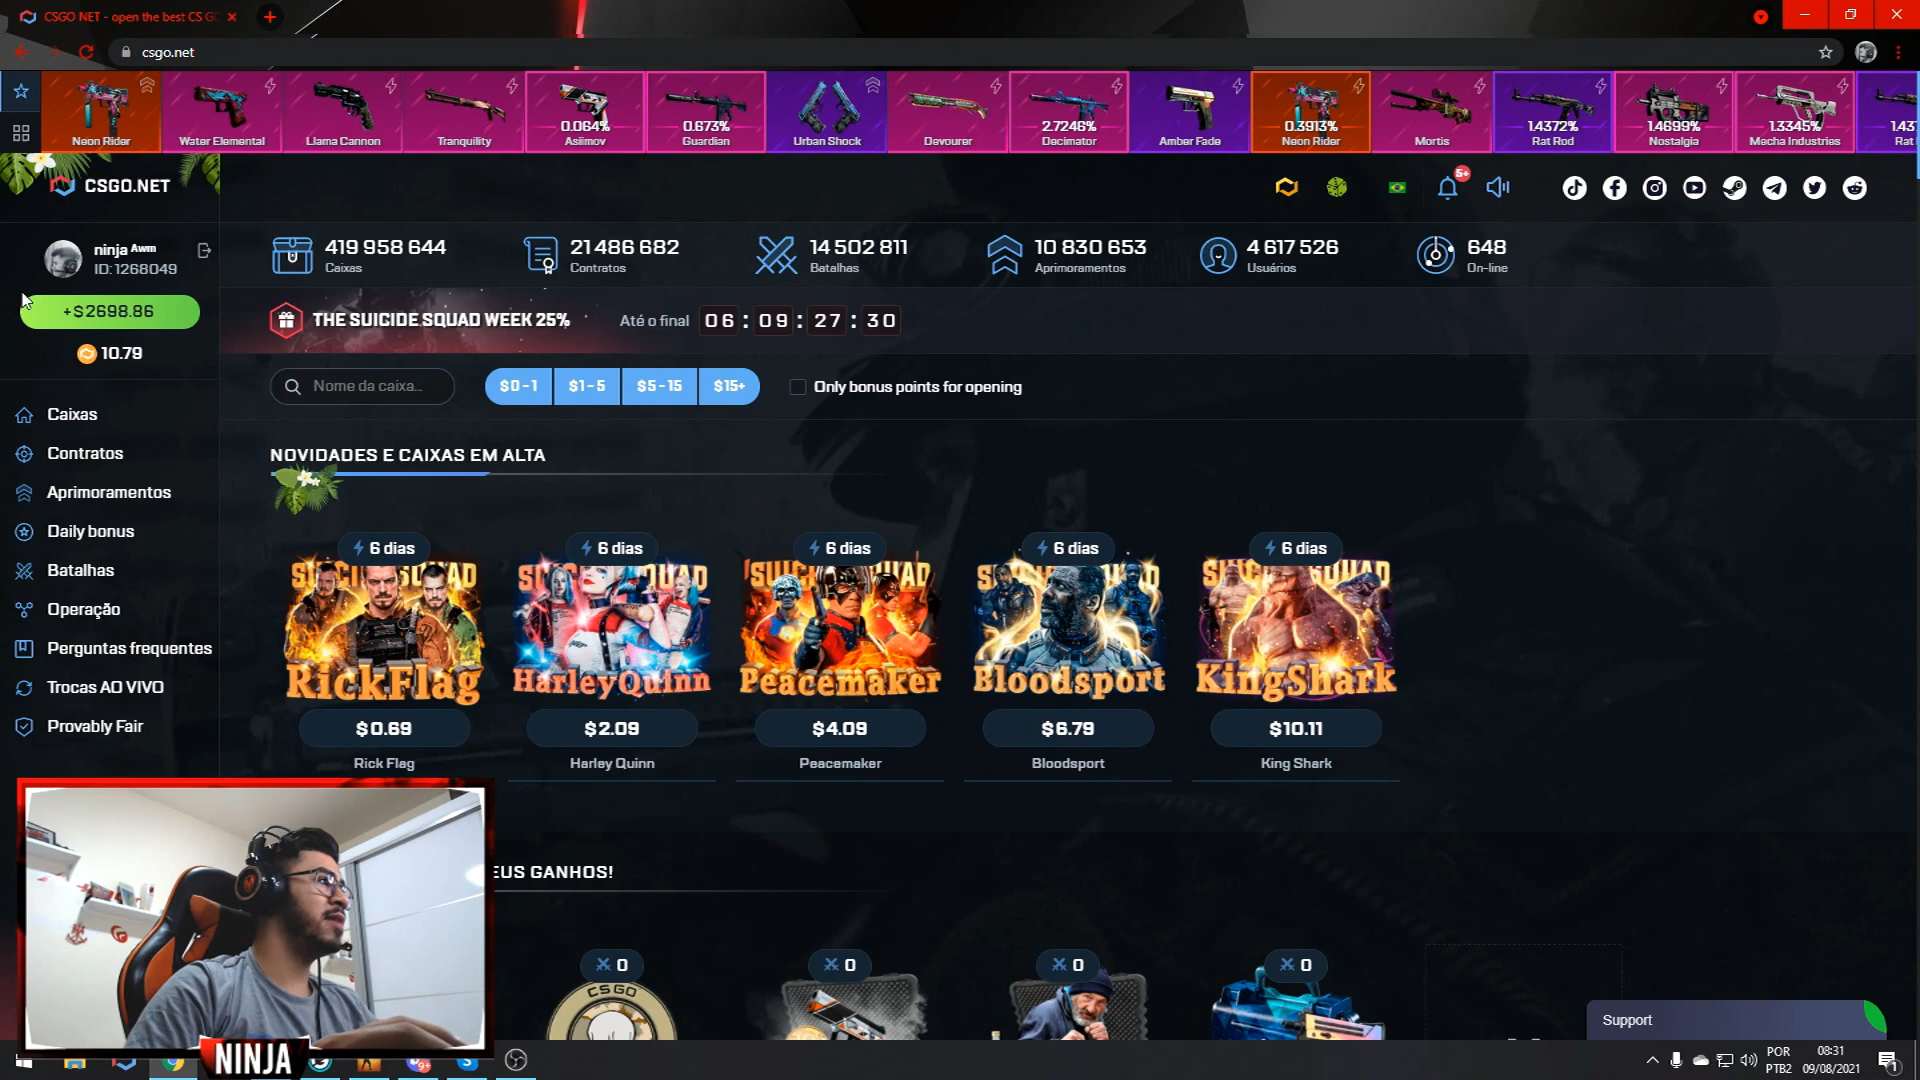 CSGO NET - open the best CS G
csgo.net
Neon Rider
Water Elemental
Llama Cannon
Tranquility
0.064%
Asiimov
0.673%
Guardian
Urban Shock
Devourer
2.7246%
Decimator
Amber Fade
0.3913%
Neon Rider
Mortis
1.4372%
Rat Rod
1.4699%
Nostalgia
1.3345%
Mecha Industries
1.43
Rat
CSGO.NET
5+
ninja Awm
ID: 1268049
+$2698.86
10.79
419 958 644
Caixas
21 486 682
Contratos
14 502 811
Batalhas
10 830 653
Aprimoramentos
4 617 526
Usuários
648
On-line
THE SUICIDE SQUAD WEEK 25%
Até o final 06 : 09 : 27 : 30
Nome da caixa...
$0 - 1
$1 - 5
$5 - 15
$15+
Only bonus points for opening
Caixas
Contratos
Aprimoramentos
Daily bonus
Batalhas
Operação
Perguntas frequentes
Trocas AO VIVO
Provably Fair
NOVIDADES E CAIXAS EM ALTA
6 dias
RickFlag
$0.69
Rick Flag
6 dias
HarleyQuinn
$2.09
Harley Quinn
6 dias
Peacemaker
$4.09
Peacemaker
6 dias
Bloodsport
$6.79
Bloodsport
6 dias
KingShark
$10.11
King Shark
EUS GANHOS!
0
CSGO
0
0
0
Support
NINJA
9+
POR
PTB2
08:31
09/08/2021
1